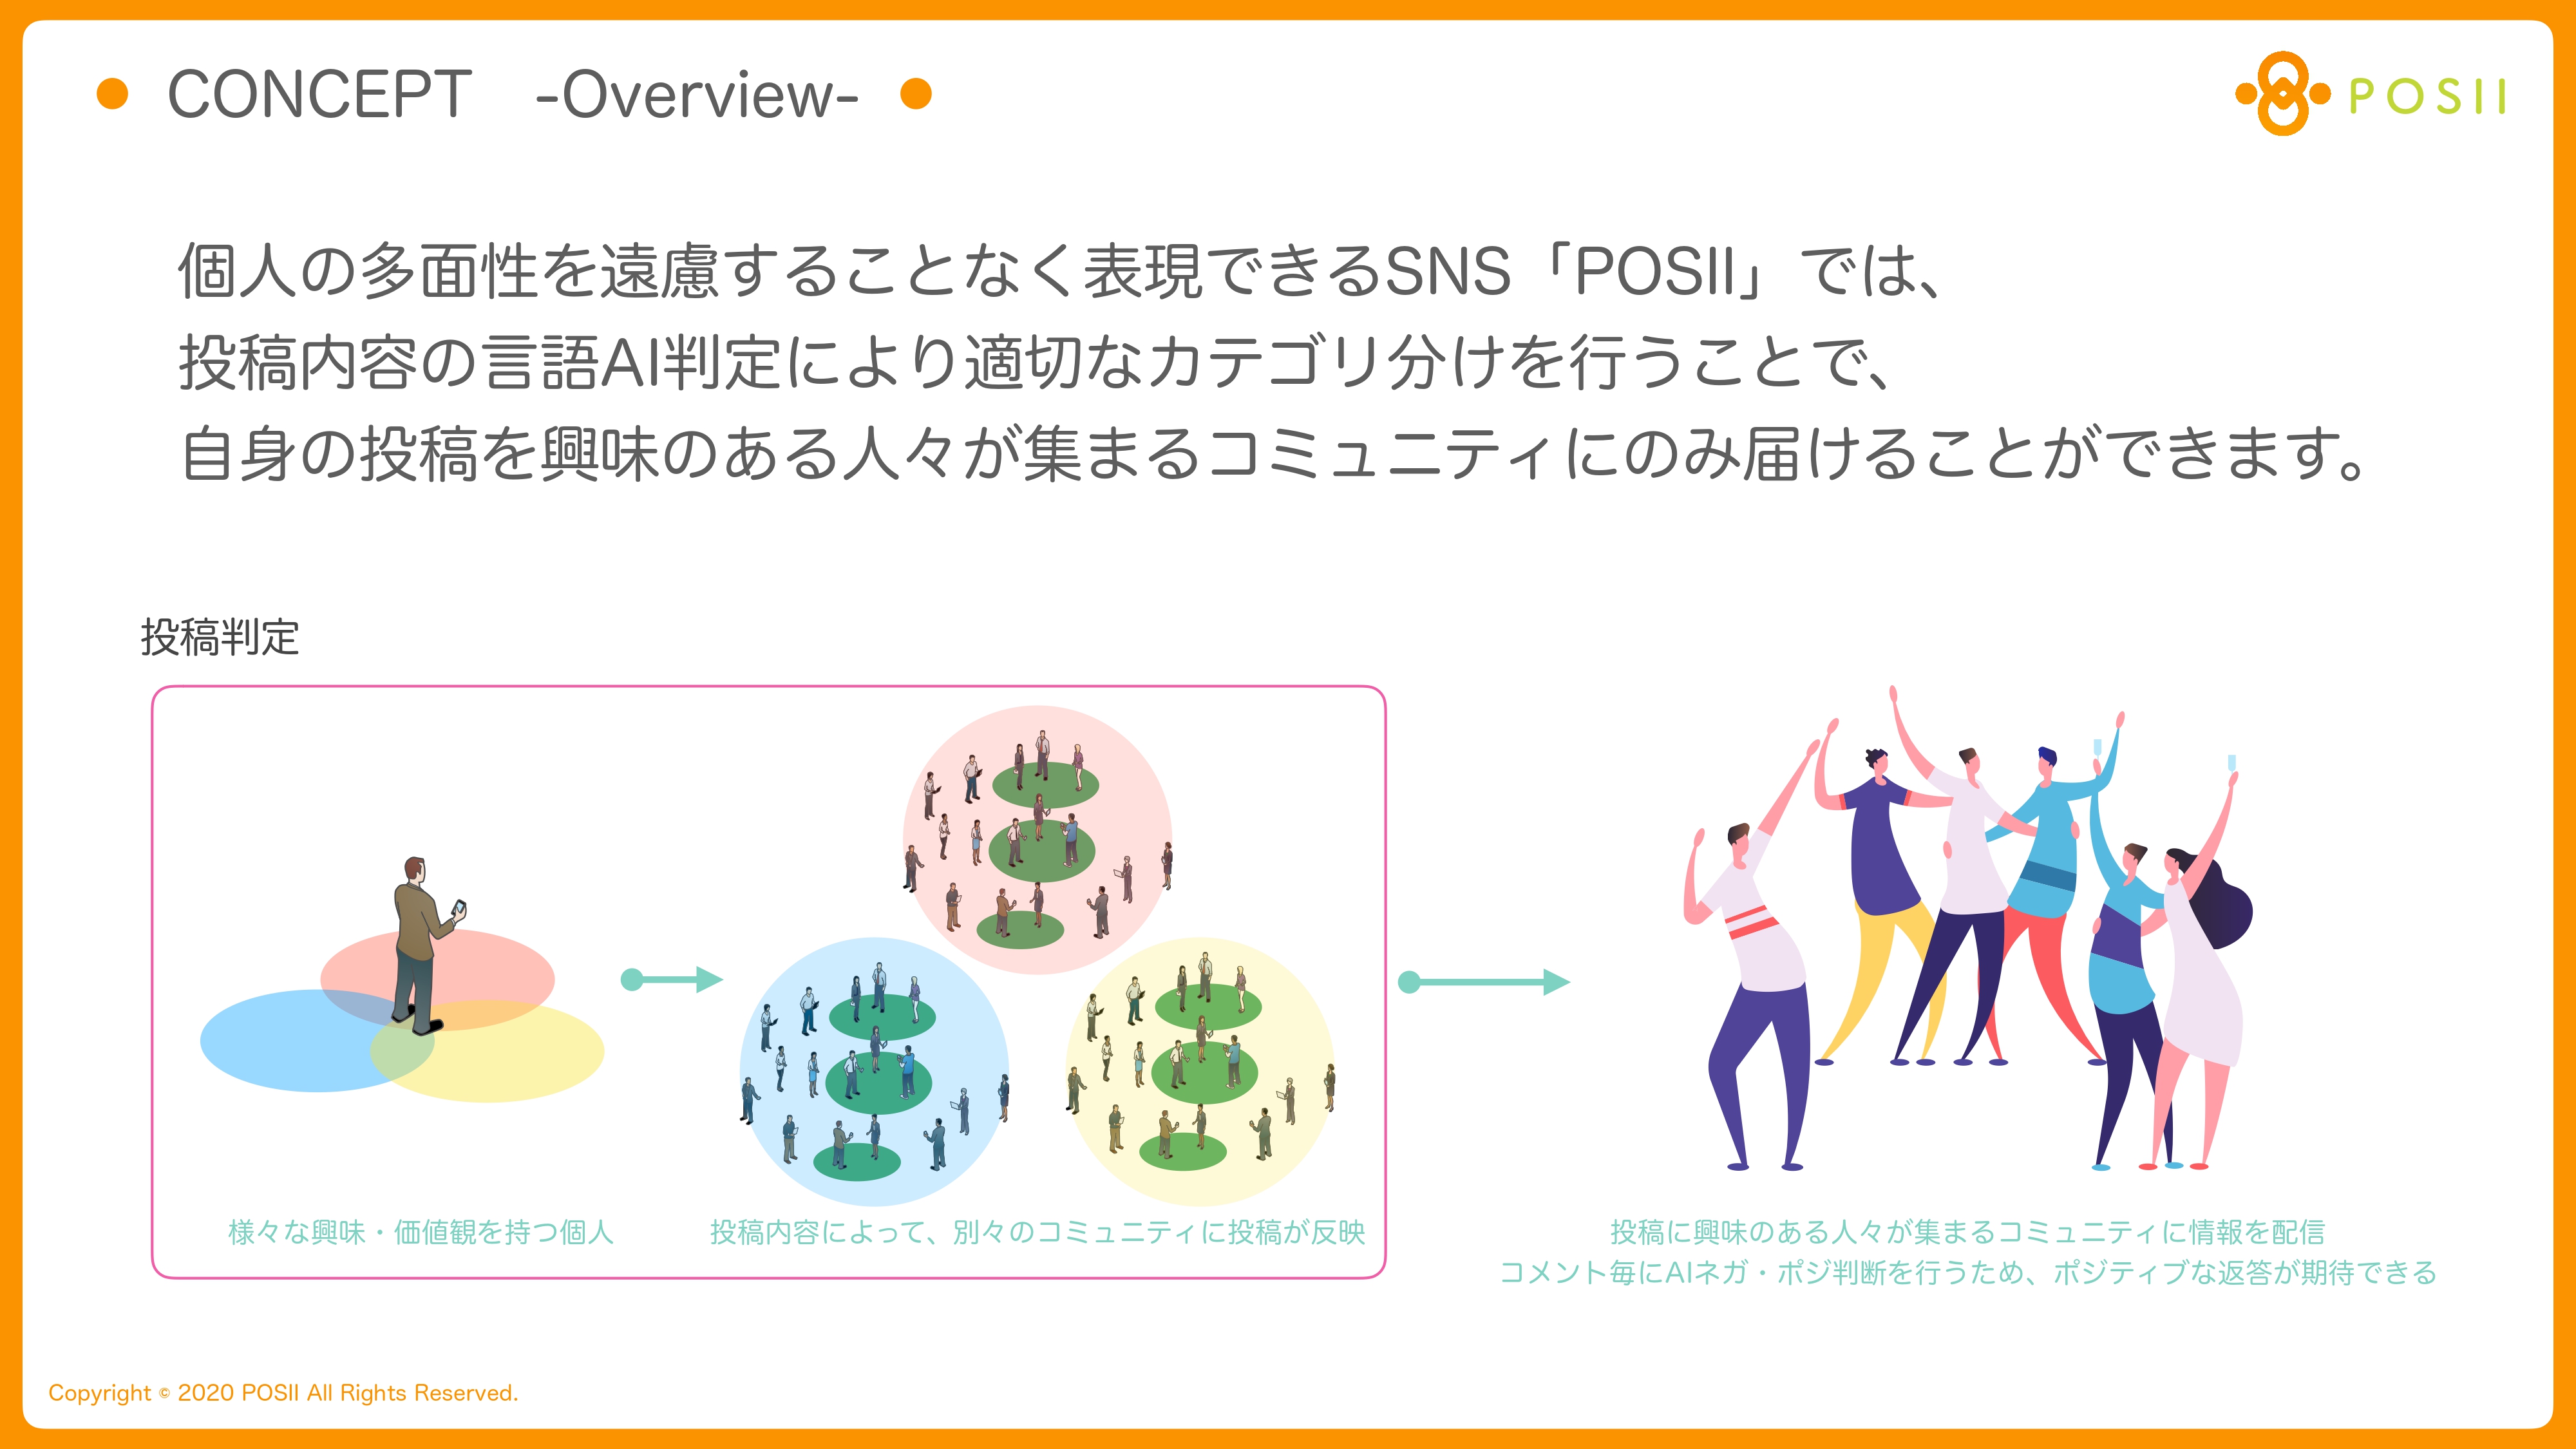 CONCEPT　-Overview-
POSII
個人の多面性を遠慮することなく表現できるSNS「POSII」では、
投稿内容の言語AI判定により適切なカテゴリ分けを行うことで、
自身の投稿を興味のある人々が集まるコミュニティにのみ届けることができます。
投稿判定
様々な興味・価値観を持つ個人
投稿内容によって、別々のコミュニティに投稿が反映
投稿に興味のある人々が集まるコミュニティに情報を配信
コメント毎にAIネガ・ポジ判断を行うため、ポジティブな返答が期待できる
Copyright © 2020 POSII All Rights Reserved.